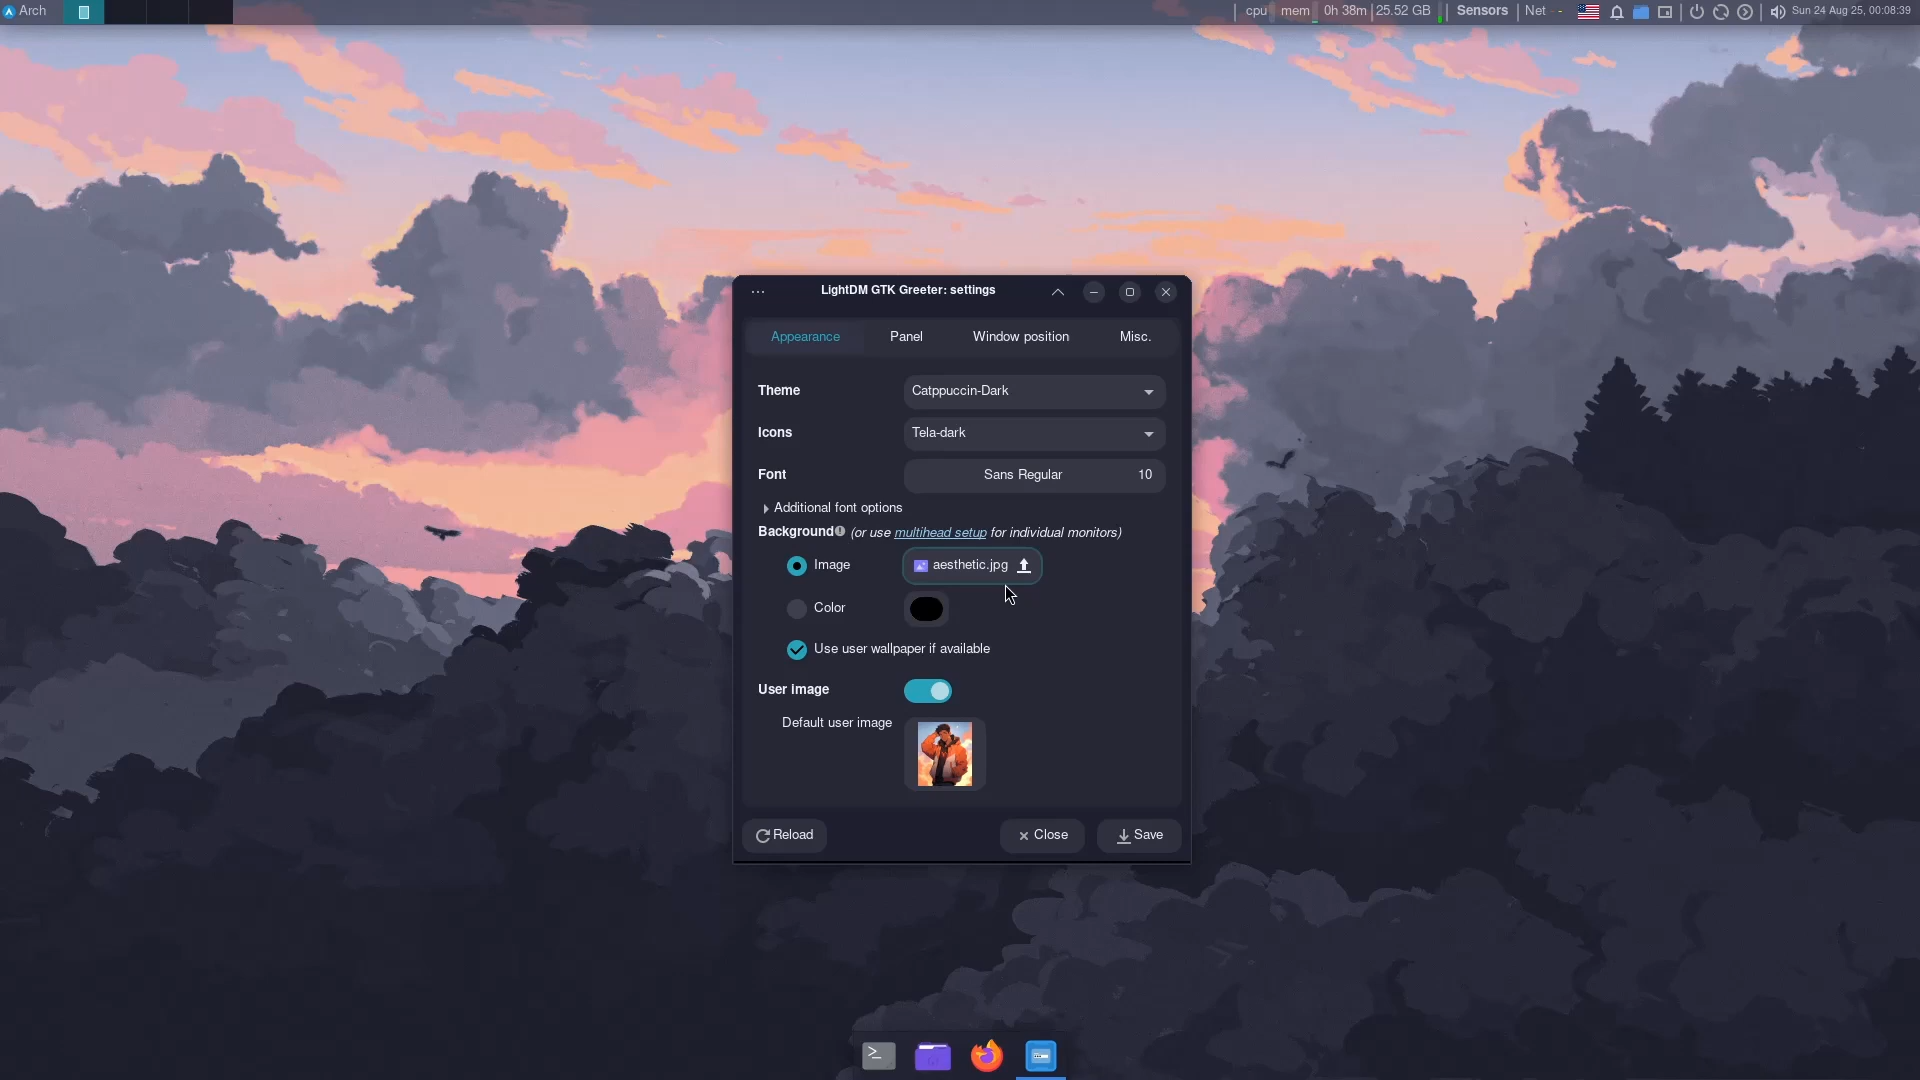 Arch
cpu mem 0h 38m 25.52 GB Sensors Net - - Sun 24 Aug 25, 00:08:39
LightDM GTK Greeter: settings
Appearance Panel Window position Misc.
Theme Catppuccin-Dark
Icons Tela-dark
Font Sans Regular 10
Additional font options
Background (or use multihead setup for individual monitors)
Image aesthetic.jpg
Color
Use user wallpaper if available
User image
Default user image
Reload Close Save